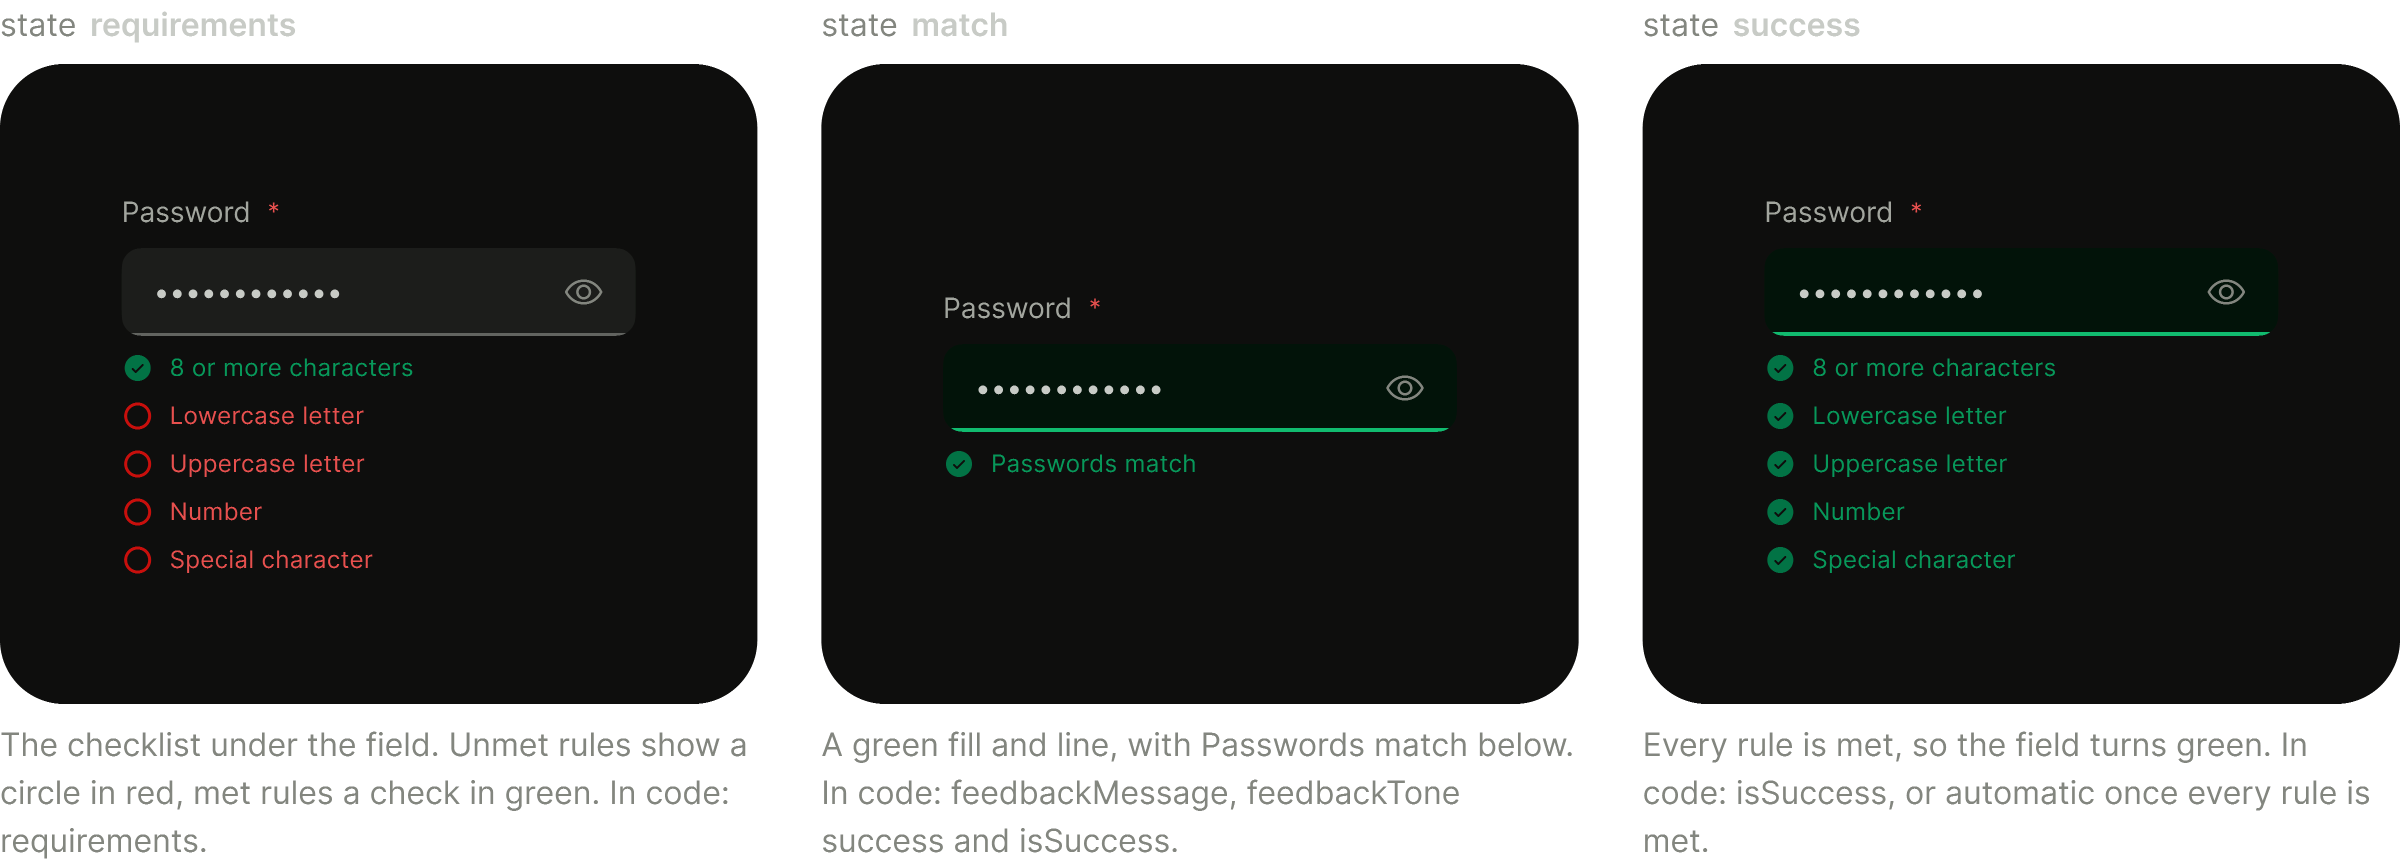 state requirements
Password *
••••••••••••
8 or more characters
Lowercase letter
Uppercase letter
Number
Special character
The checklist under the field. Unmet rules show a
circle in red, met rules a check in green. In code:
requirements.
state match
Password *
••••••••••••
Passwords match
A green fill and line, with Passwords match below.
In code: feedbackMessage, feedbackTone
success and isSuccess.
state success
Password *
••••••••••••
8 or more characters
Lowercase letter
Uppercase letter
Number
Special character
Every rule is met, so the field turns green. In
code: isSuccess, or automatic once every rule is
met.